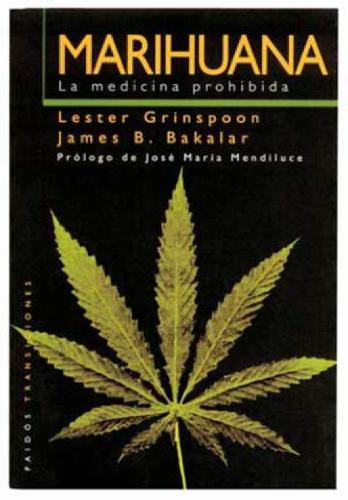 MARIHUANA
La medicina prohibida
Lester Grinspoon
James B. Bakalar
Prólogo de José María Mendiluce
PAIDÓS TRANSICIONES